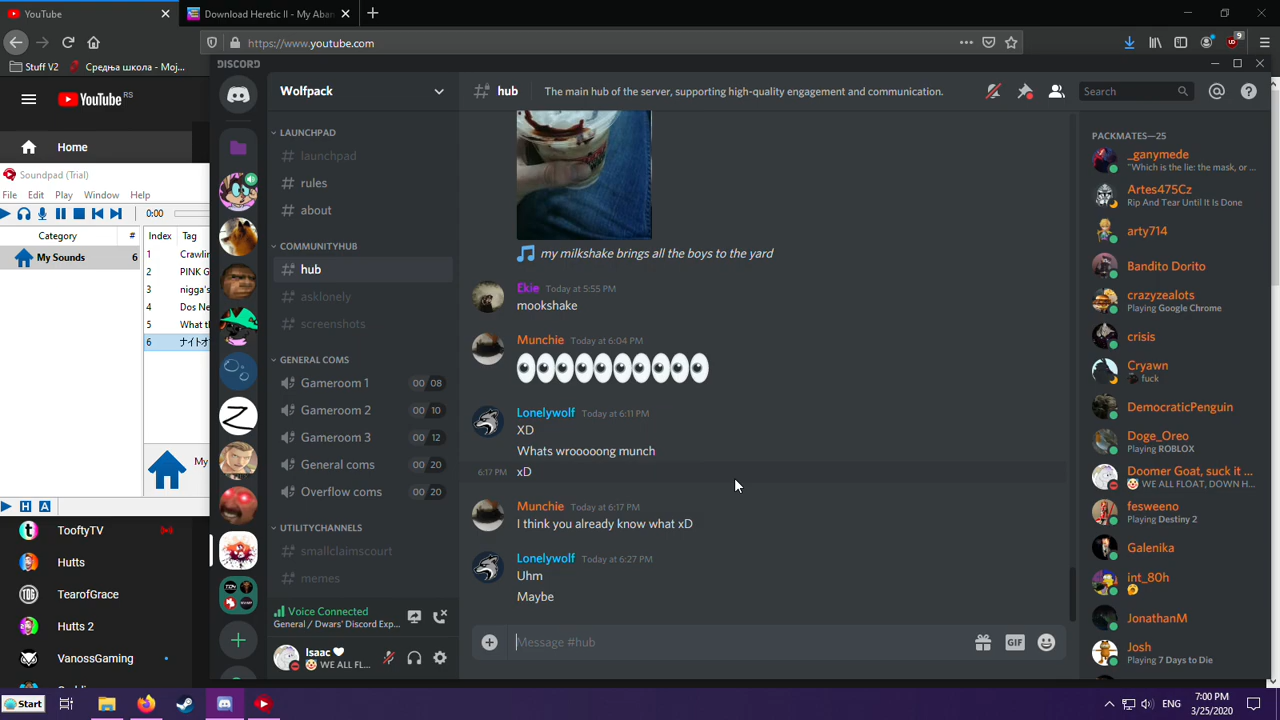 YouTube
Download Heretic II - My Aban
https://www.youtube.com
9
Stuff V2
Средња школа - Moj...
YouTube RS
Home
Soundpad (Trial)
File Edit Play Window Help
0:00
Category # Index Tag
My Sounds 6
1 Crawlin
2 PINK G
3 nigga's
4 Dos Ne
5 What th
6 ナイトオ
My
H A
TooftyTV
Hutts
TearofGrace
Hutts 2
VanossGaming
DISCORD
Wolfpack
LAUNCHPAD
launchpad
rules
about
COMMUNITYHUB
hub
asklonely
screenshots
GENERAL COMS
Gameroom 1 00 08
Gameroom 2 00 10
Gameroom 3 00 12
General coms 00 20
Overflow coms 00 20
UTILITYCHANNELS
smallclaimscourt
memes
Voice Connected
General / Dwars' Discord Exp...
Isaac
WE ALL FL...
# hub The main hub of the server, supporting high-quality engagement and communication.
Search
my milkshake brings all the boys to the yard
Ekie Today at 5:55 PM
mookshake
Munchie Today at 6:04 PM
Lonelywolf Today at 6:11 PM
XD
Whats wrooooong munch
6:17 PM xD
Munchie Today at 6:17 PM
I think you already know what xD
Lonelywolf Today at 6:27 PM
Uhm
Maybe
Message #hub
GIF
PACKMATES—25
_ganymede
"Which is the lie: the mask, or ...
Artes475Cz
Rip And Tear Until It Is Done
arty714
Bandito Dorito
crazyzealots
Playing Google Chrome
crisis
Cryawn
fuck
DemocraticPenguin
Doge_Oreo
Playing ROBLOX
Doomer Goat, suck it ...
WE ALL FLOAT, DOWN H...
fesweeno
Playing Destiny 2
Galenika
int_80h
JonathanM
Josh
Playing 7 Days to Die
Start
ENG
7:00 PM
3/25/2020